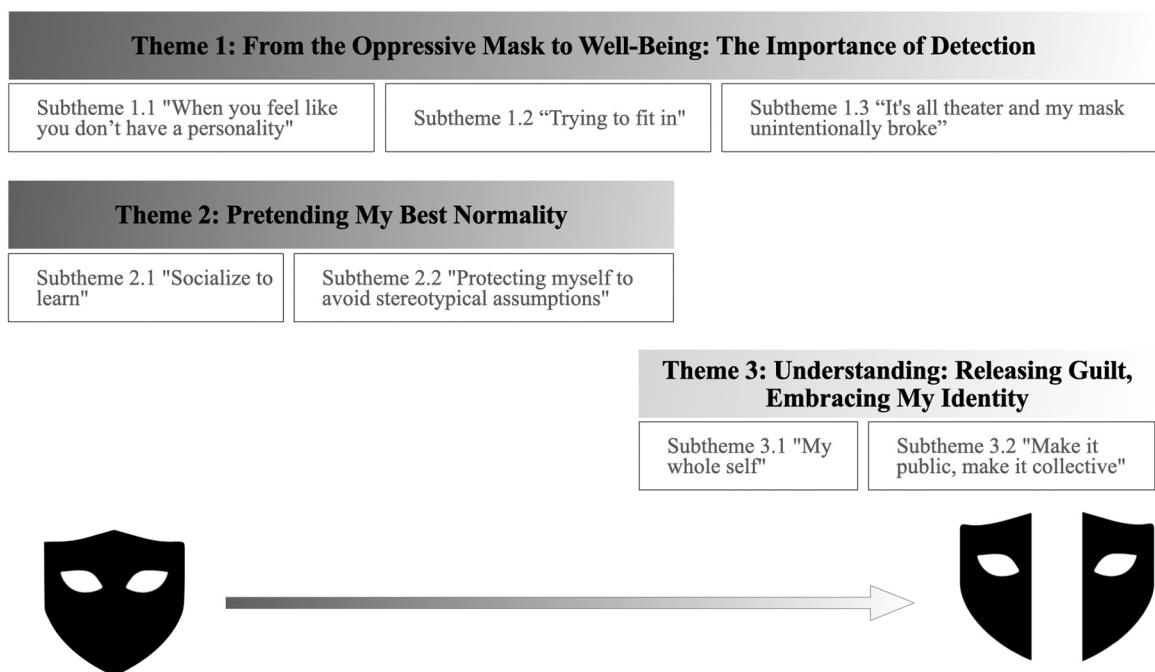 Theme 1: From the Oppressive Mask to Well-Being: The Importance of Detection
Subtheme 1.1 "When you feel like
you don’t have a personality"
Subtheme 1.2 “Trying to fit in"
Subtheme 1.3 “It's all theater and my mask
unintentionally broke”
Theme 2: Pretending My Best Normality
Subtheme 2.1 "Socialize to
learn"
Subtheme 2.2 "Protecting myself to
avoid stereotypical assumptions"
Theme 3: Understanding: Releasing Guilt,
Embracing My Identity
Subtheme 3.1 "My
whole self"
Subtheme 3.2 "Make it
public, make it collective"